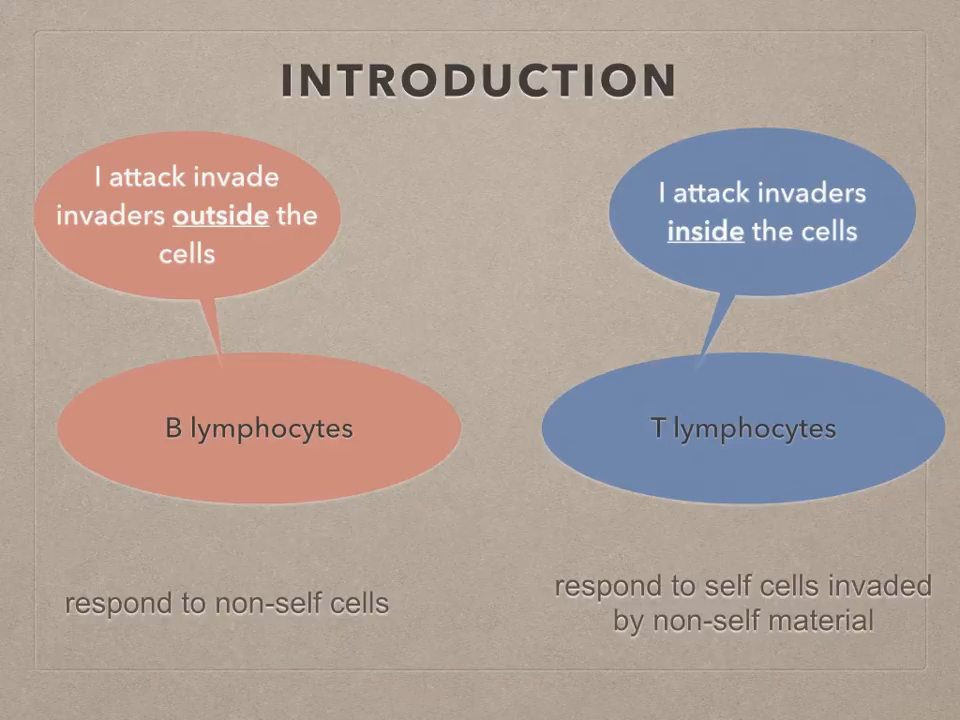 INTRODUCTION
I attack invade
invaders outside the
cells
I attack invaders
inside the cells
B lymphocytes
T lymphocytes
respond to non-self cells
respond to self cells invaded
by non-self material